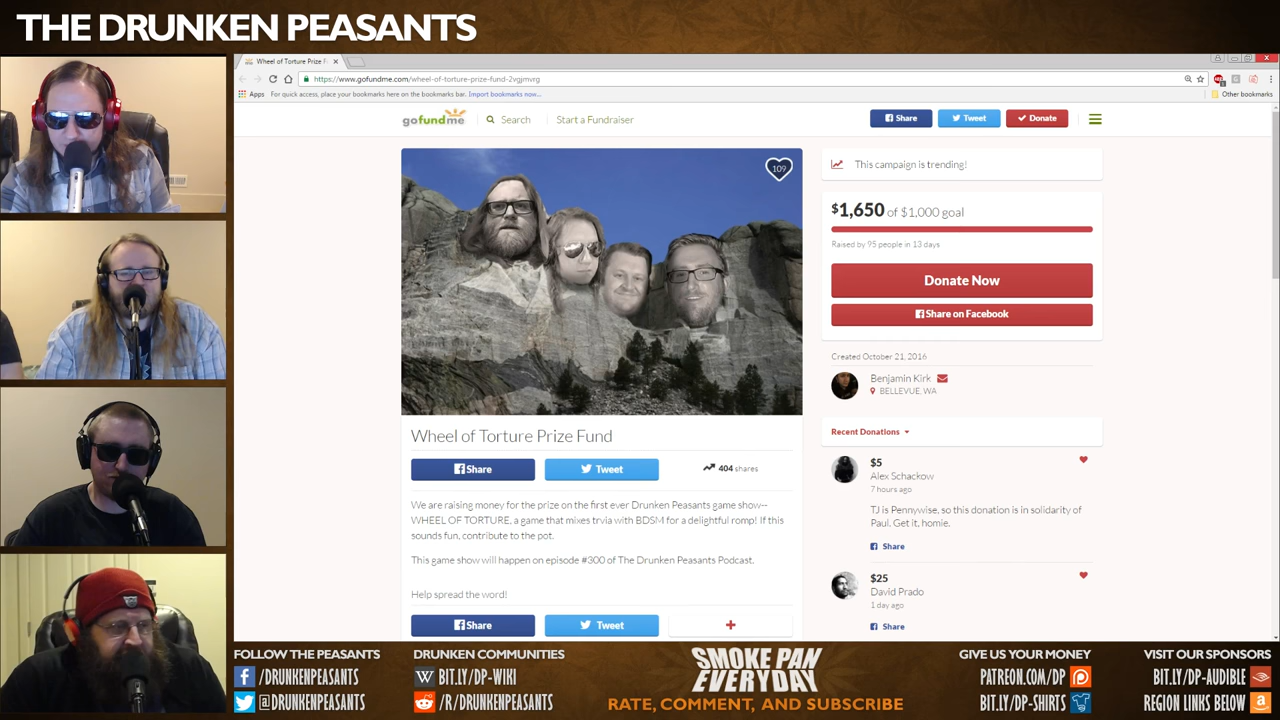 THE DRUNKEN PEASANTS
Wheel of Torture Prize F
https://www.gofundme.com/wheel-of-torture-prize-fund-2vgjmvrg
Apps
For quick access, place your bookmarks here on the bookmarks bar. Import bookmarks now...
Other bookmarks
gofundme
Search
Start a Fundraiser
Share
Tweet
Donate
109
This campaign is trending!
$1,650 of $1,000 goal
Raised by 95 people in 13 days
Donate Now
Share on Facebook
Created October 21, 2016
Benjamin Kirk
BELLEVUE, WA
Wheel of Torture Prize Fund
Share
Tweet
404 shares
We are raising money for the prize on the first ever Drunken Peasants game show--
WHEEL OF TORTURE, a game that mixes trvia with BDSM for a delightful romp! If this
sounds fun, contribute to the pot.
This game show will happen on episode #300 of The Drunken Peasants Podcast.
Help spread the word!
Share
Tweet
+
Recent Donations
$5
Alex Schackow
7 hours ago
TJ is Pennywise, so this donation is in solidarity of
Paul. Get it, homie.
Share
$25
David Prado
1 day ago
Share
FOLLOW THE PEASANTS
/DRUNKENPEASANTS
@DRUNKENPEASANTS
DRUNKEN COMMUNITIES
BIT.LY/DP-WIKI
/R/DRUNKENPEASANTS
SMOKE PAN
EVERYDAY
RATE, COMMENT, AND SUBSCRIBE
GIVE US YOUR MONEY
PATREON.COM/DP
BIT.LY/DP-SHIRTS
VISIT OUR SPONSORS
BIT.LY/DP-AUDIBLE
REGION LINKS BELOW